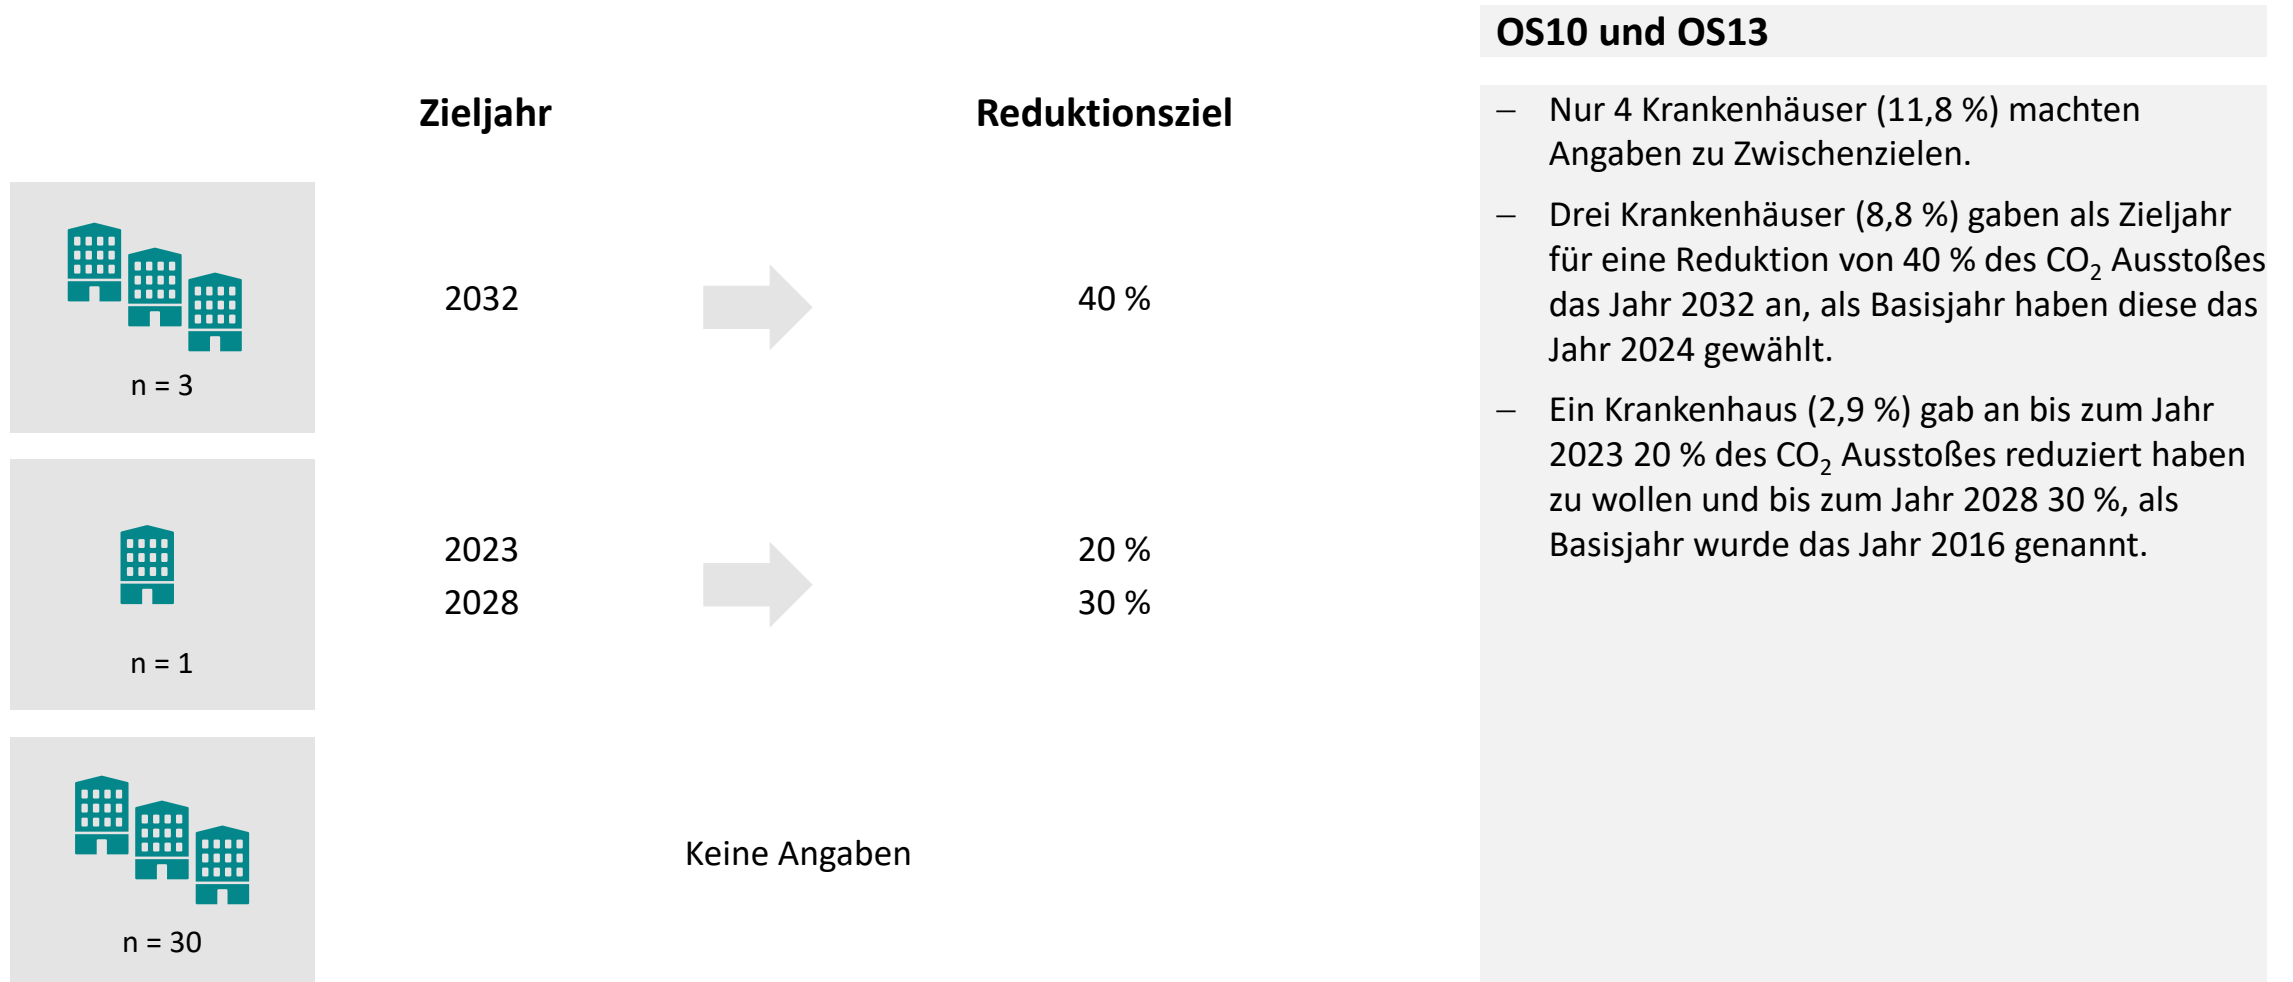 Zieljahr
Reduktionsziel
n = 3
2032
40 %
n = 1
2023
20 %
2028
30 %
n = 30
Keine Angaben
OS10 und OS13
– Nur 4 Krankenhäuser (11,8 %) machten
Angaben zu Zwischenzielen.
– Drei Krankenhäuser (8,8 %) gaben als Zieljahr
für eine Reduktion von 40 % des CO₂ Ausstoßes
das Jahr 2032 an, als Basisjahr haben diese das
Jahr 2024 gewählt.
– Ein Krankenhaus (2,9 %) gab an bis zum Jahr
2023 20 % des CO₂ Ausstoßes reduziert haben
zu wollen und bis zum Jahr 2028 30 %, als
Basisjahr wurde das Jahr 2016 genannt.